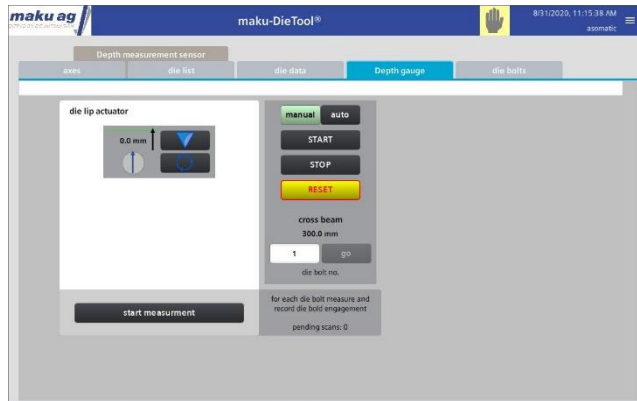 maku ag
maku-DieTool®
8/31/2020, 11:15:38 AM
asomatic
Depth measurement sensor
axes
die list
die data
Depth gauge
die bolts
die lip actuator
0.0 mm
manual auto
START
STOP
RESET
cross beam
300.0 mm
1 go
die bolt no.
start measurment
for each die bolt measure and
record die bold engagement
pending scans: 0